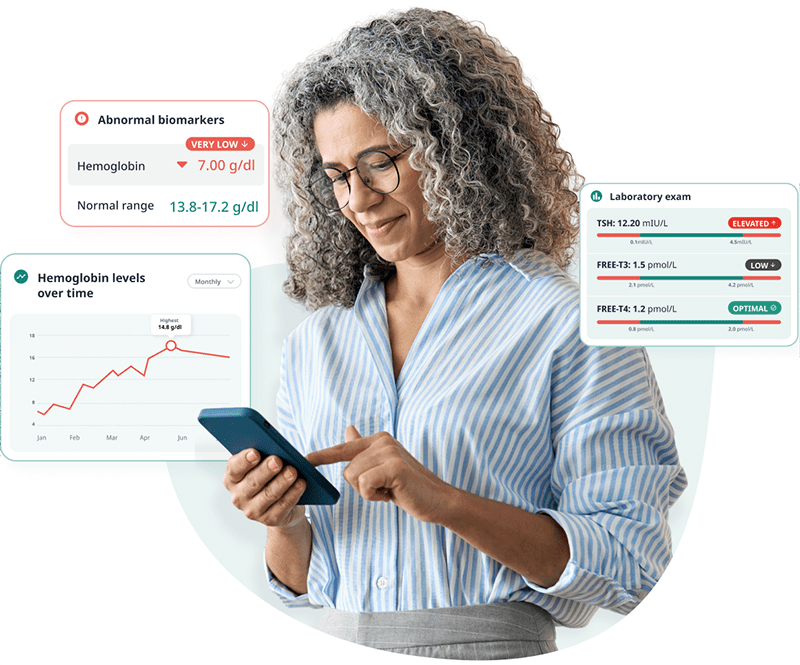 Abnormal biomarkers
VERY LOW ↓
Hemoglobin ▼ 7.00 g/dl
Normal range 13.8-17.2 g/dl
Hemoglobin levels
over time
Monthly
Highest
14.8 g/dl
18
16
12
8
4
Jan Feb Mar Apr Jun
Laboratory exam
TSH: 12.20 mIU/L ELEVATED ↑
0.1mIU/L 4.5mIU/L
FREE-T3: 1.5 pmol/L LOW ↓
2.1 pmol/L 4.2 pmol/L
FREE-T4: 1.2 pmol/L OPTIMAL
0.8 pmol/L 2.0 pmol/L